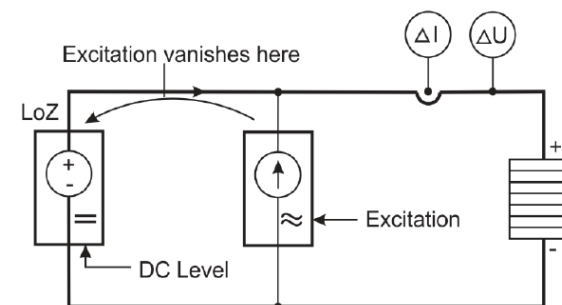 ΔI
ΔU
Excitation vanishes here
LoZ
+
-
=
≈
Excitation
DC Level
+
-